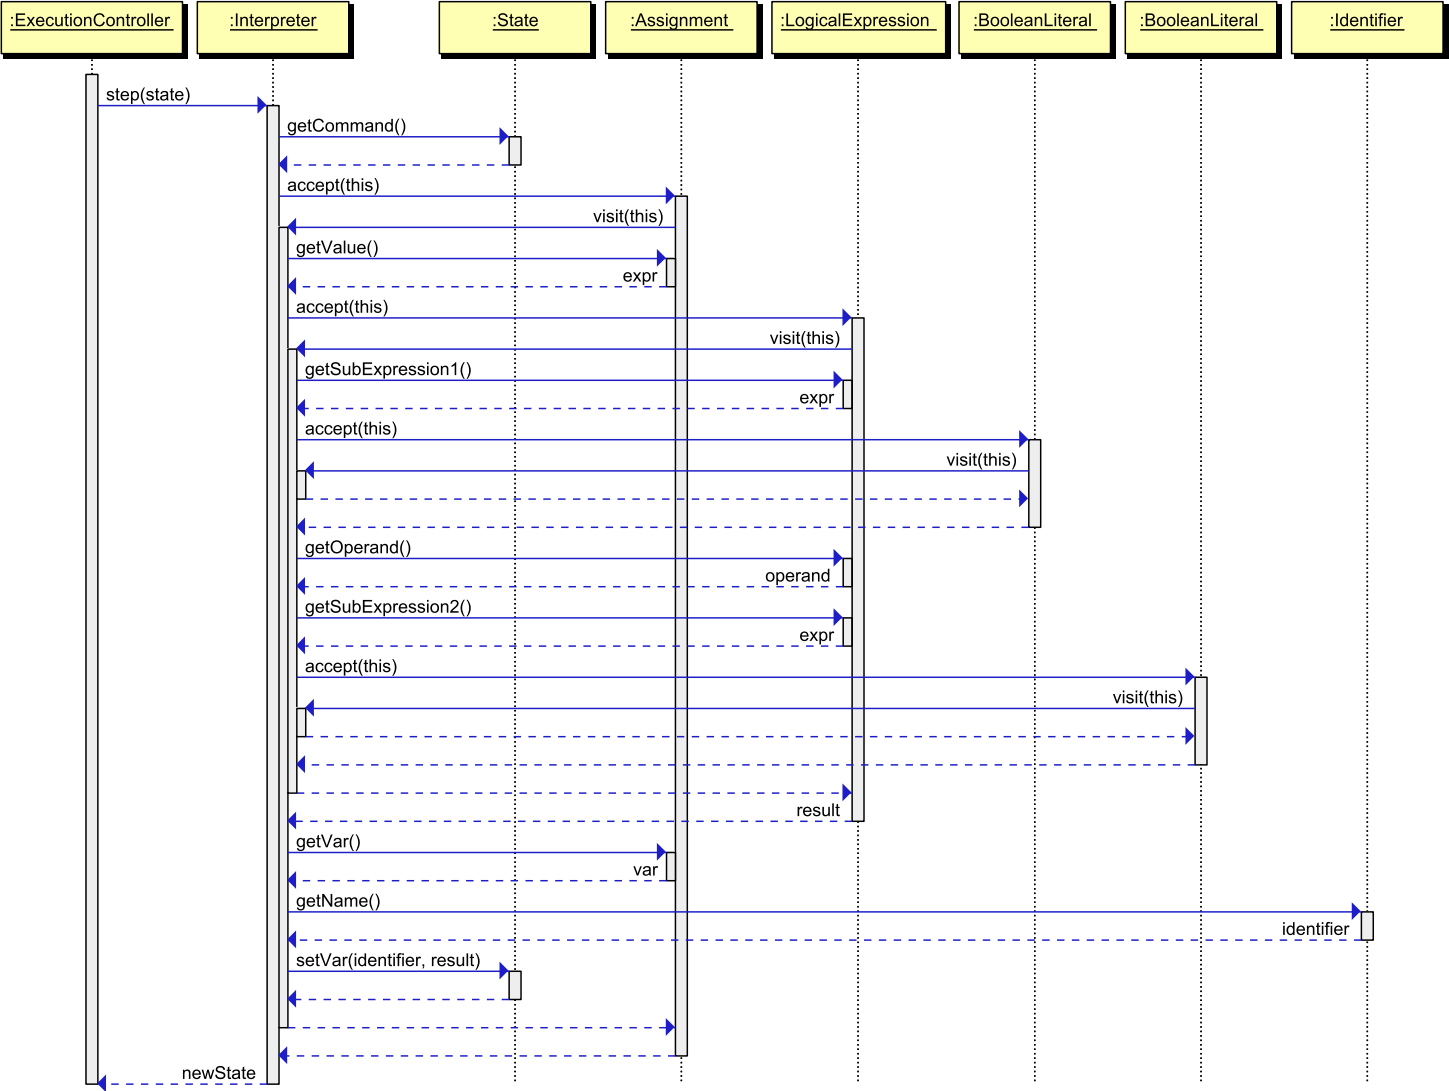 :ExecutionController
:Interpreter
:State
:Assignment
:LogicalExpression
:BooleanLiteral
:BooleanLiteral
:Identifier
step(state)
getCommand()
accept(this)
visit(this)
getValue()
expr
accept(this)
visit(this)
getSubExpression1()
expr
accept(this)
visit(this)
getOperand()
operand
getSubExpression2()
expr
accept(this)
visit(this)
result
getVar()
var
getName()
identifier
setVar(identifier, result)
newState